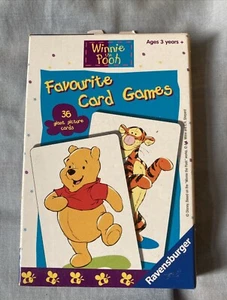 Winnie
the
Pooh
Ages 3 years +
Favourite
Card Games
36
giant picture
cards
Ravensburger